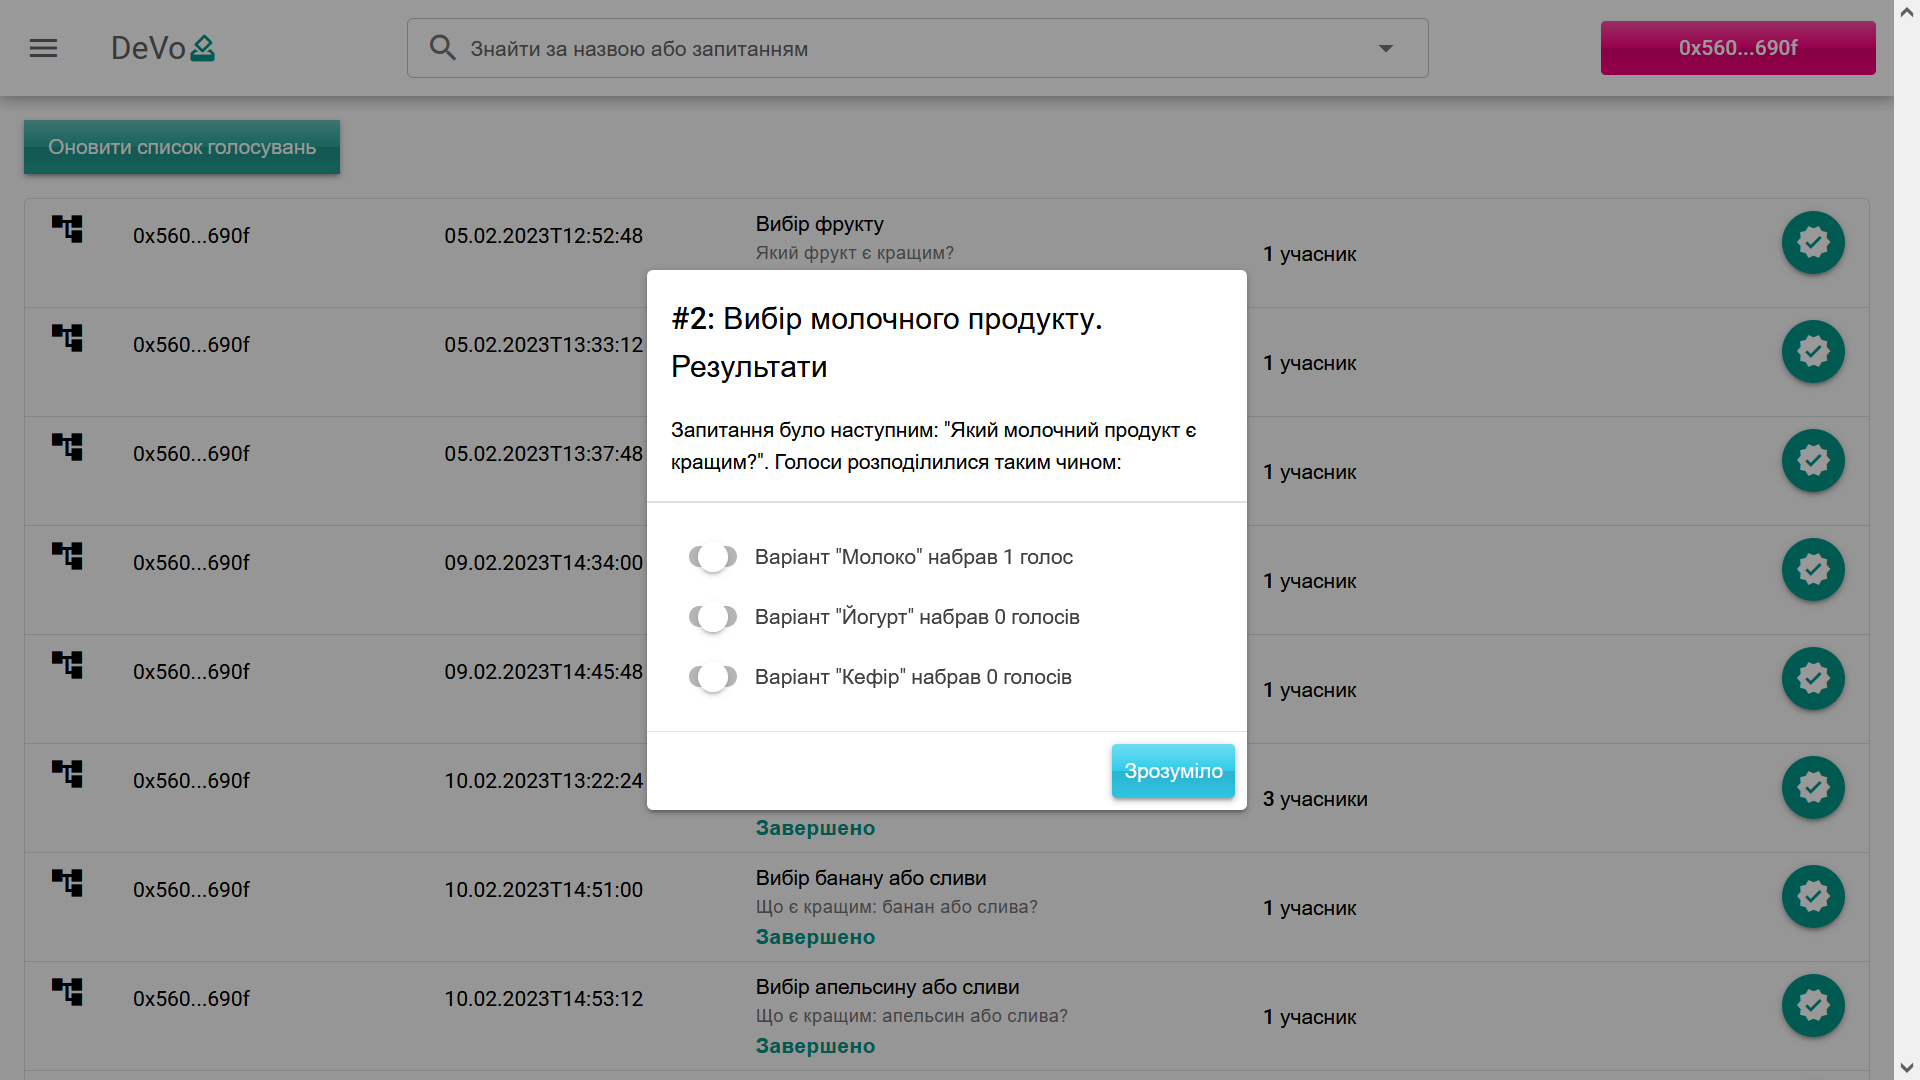 DeVo
Знайти за назвою або запитанням
0x560...690f
Оновити список голосувань
0x560...690f 05.02.2023T12:52:48 Вибір фрукту
Який фрукт є кращим?
1 учасник
0x560...690f 05.02.2023T13:33:12 1 учасник
0x560...690f 05.02.2023T13:37:48 1 учасник
0x560...690f 09.02.2023T14:34:00 1 учасник
0x560...690f 09.02.2023T14:45:48 1 учасник
0x560...690f 10.02.2023T13:22:24 3 учасники
Завершено
0x560...690f 10.02.2023T14:51:00 Вибір банану або сливи
Що є кращим: банан або слива?
Завершено
1 учасник
0x560...690f 10.02.2023T14:53:12 Вибір апельсину або сливи
Що є кращим: апельсин або слива?
Завершено
1 учасник
#2: Вибір молочного продукту.
Результати
Запитання було наступним: "Який молочний продукт є
кращим?". Голоси розподілилися таким чином:
Варіант "Молоко" набрав 1 голос
Варіант "Йогурт" набрав 0 голосів
Варіант "Кефір" набрав 0 голосів
Зрозуміло